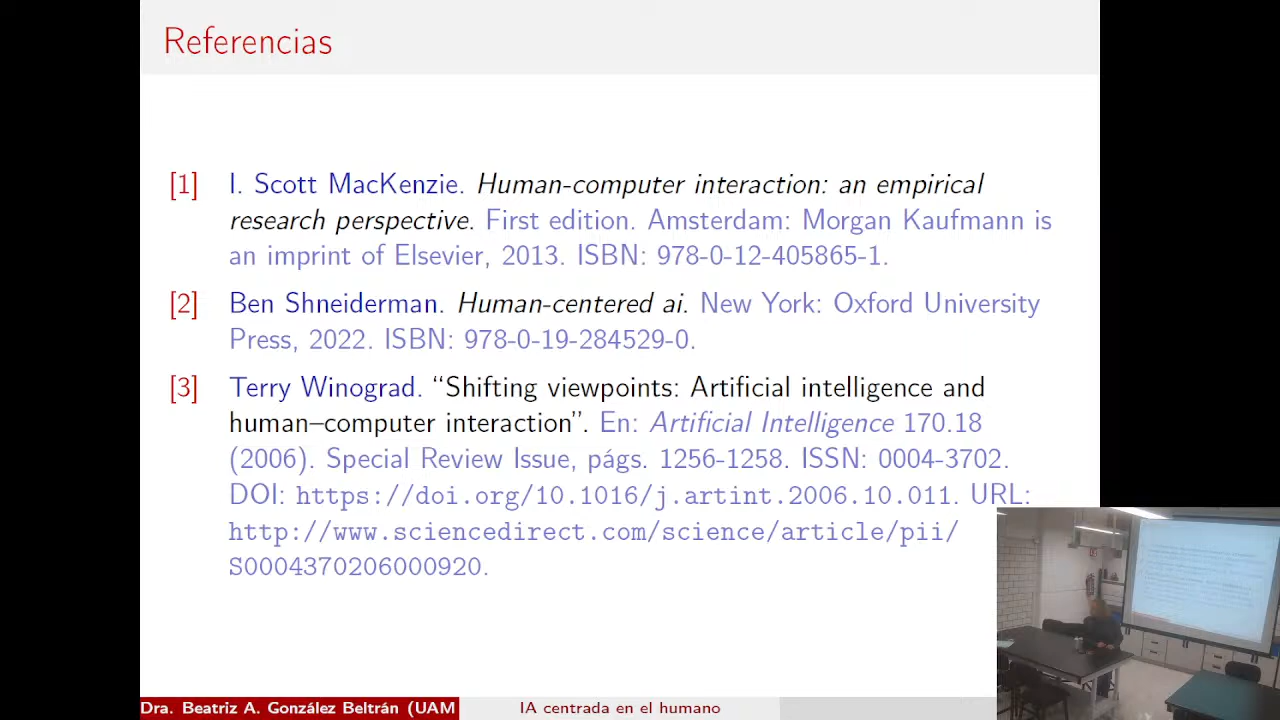 Referencias
[1] I. Scott MacKenzie. Human-computer interaction: an empirical
research perspective. First edition. Amsterdam: Morgan Kaufmann is
an imprint of Elsevier, 2013. ISBN: 978-0-12-405865-1.
[2] Ben Shneiderman. Human-centered ai. New York: Oxford University
Press, 2022. ISBN: 978-0-19-284529-0.
[3] Terry Winograd. “Shifting viewpoints: Artificial intelligence and
human–computer interaction”. En: Artificial Intelligence 170.18
(2006). Special Review Issue, págs. 1256-1258. ISSN: 0004-3702.
DOI: https://doi.org/10.1016/j.artint.2006.10.011. URL:
http://www.sciencedirect.com/science/article/pii/
S0004370206000920.
Dra. Beatriz A. González Beltrán (UAM
IA centrada en el humano